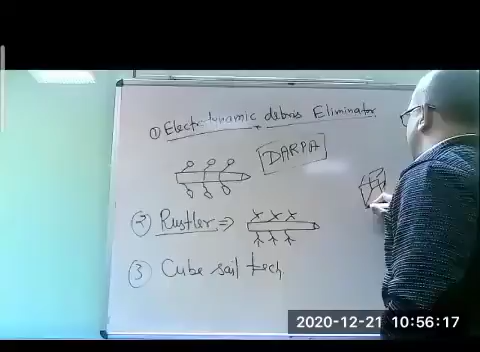 ① Electrodynamic debris Eliminator
DARPA
② Rustler ⇒
③ Cube sail tech.
2020-12-21 10:56:17